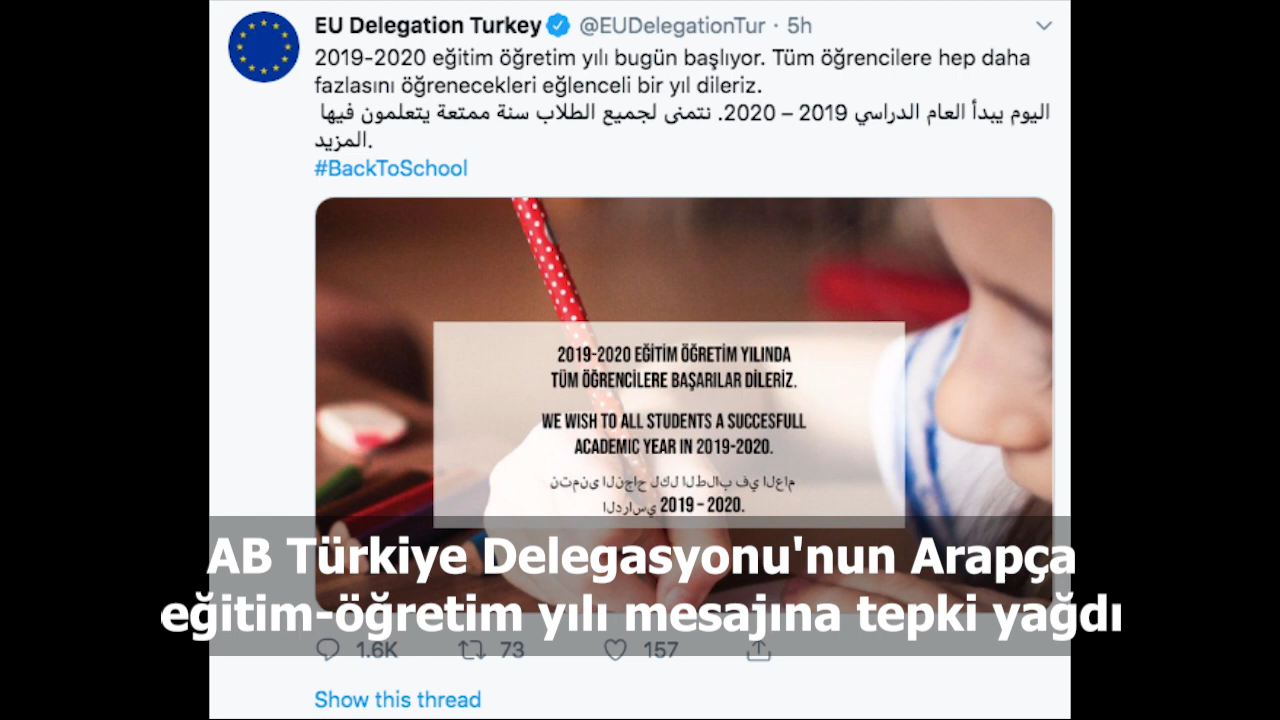 EU Delegation Turkey @EUDelegationTur · 5h
2019-2020 eğitim öğretim yılı bugün başlıyor. Tüm öğrencilere hep daha
fazlasını öğrenecekleri eğlenceli bir yıl dileriz.
اليوم يبدأ العام الدراسي 2019 – 2020. نتمنى لجميع الطلاب سنة ممتعة يتعلمون فيها
المزيد.
#BackToSchool
2019-2020 EĞİTİM ÖĞRETİM YILINDA
TÜM ÖĞRENCİLERE BAŞARILAR DİLERİZ.
WE WISH TO ALL STUDENTS A SUCCESFULL
ACADEMIC YEAR IN 2019-2020.
نتمنى النجاح لكل الطلاب في العام
الدراسي 2019 – 2020.
AB Türkiye Delegasyonu'nun Arapça
eğitim-öğretim yılı mesajına tepki yağdı
1.6K 73 157
Show this thread